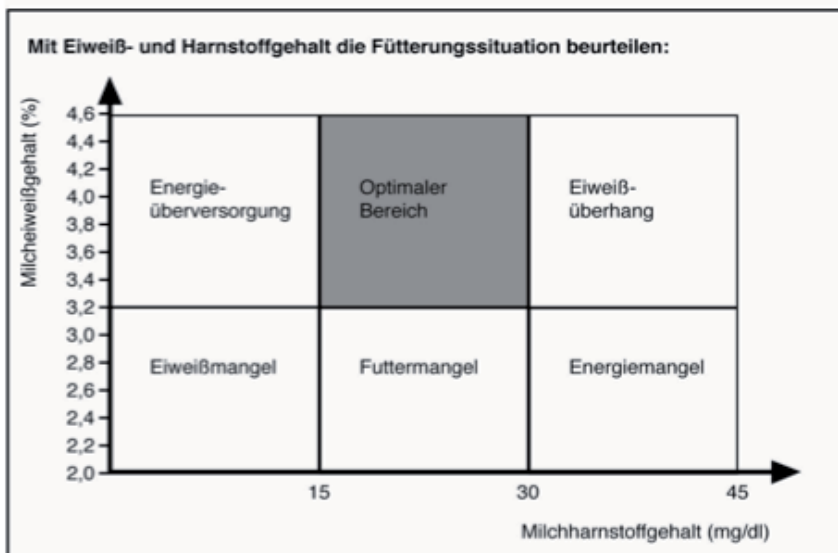 Mit Eiweiß- und Harnstoffgehalt die Fütterungssituation beurteilen:
Milcheiweißgehalt (%)
4,6
4,4
4,2
4,0
3,8
3,6
3,4
3,2
3,0
2,8
2,6
2,4
2,2
2,0
Energie-
überversorgung
Optimaler
Bereich
Eiweiß-
überhang
Eiweißmangel
Futtermangel
Energiemangel
15
30
45
Milchharnstoffgehalt (mg/dl)